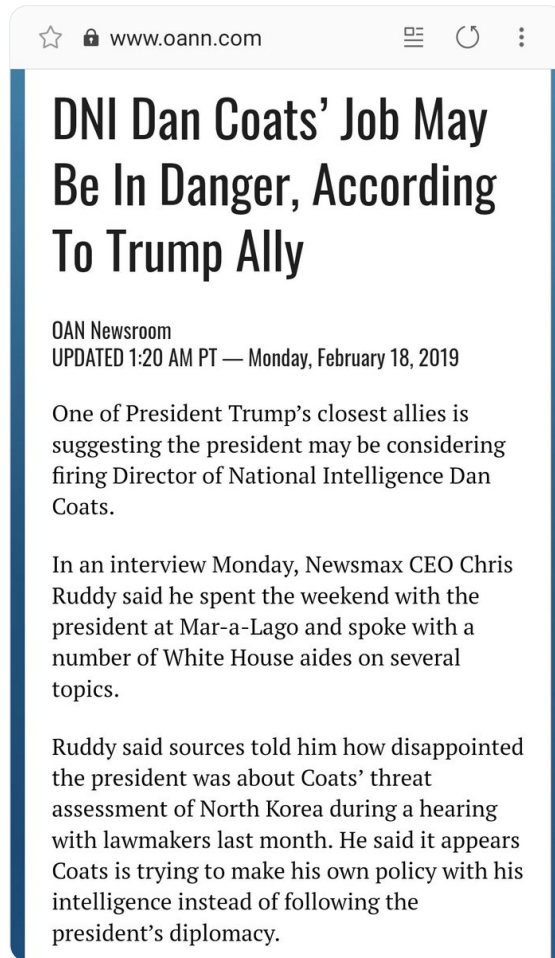 www.oann.com
DNI Dan Coats’ Job May
Be In Danger, According
To Trump Ally
OAN Newsroom
UPDATED 1:20 AM PT — Monday, February 18, 2019
One of President Trump’s closest allies is
suggesting the president may be considering
firing Director of National Intelligence Dan
Coats.
In an interview Monday, Newsmax CEO Chris
Ruddy said he spent the weekend with the
president at Mar-a-Lago and spoke with a
number of White House aides on several
topics.
Ruddy said sources told him how disappointed
the president was about Coats’ threat
assessment of North Korea during a hearing
with lawmakers last month. He said it appears
Coats is trying to make his own policy with his
intelligence instead of following the
president’s diplomacy.